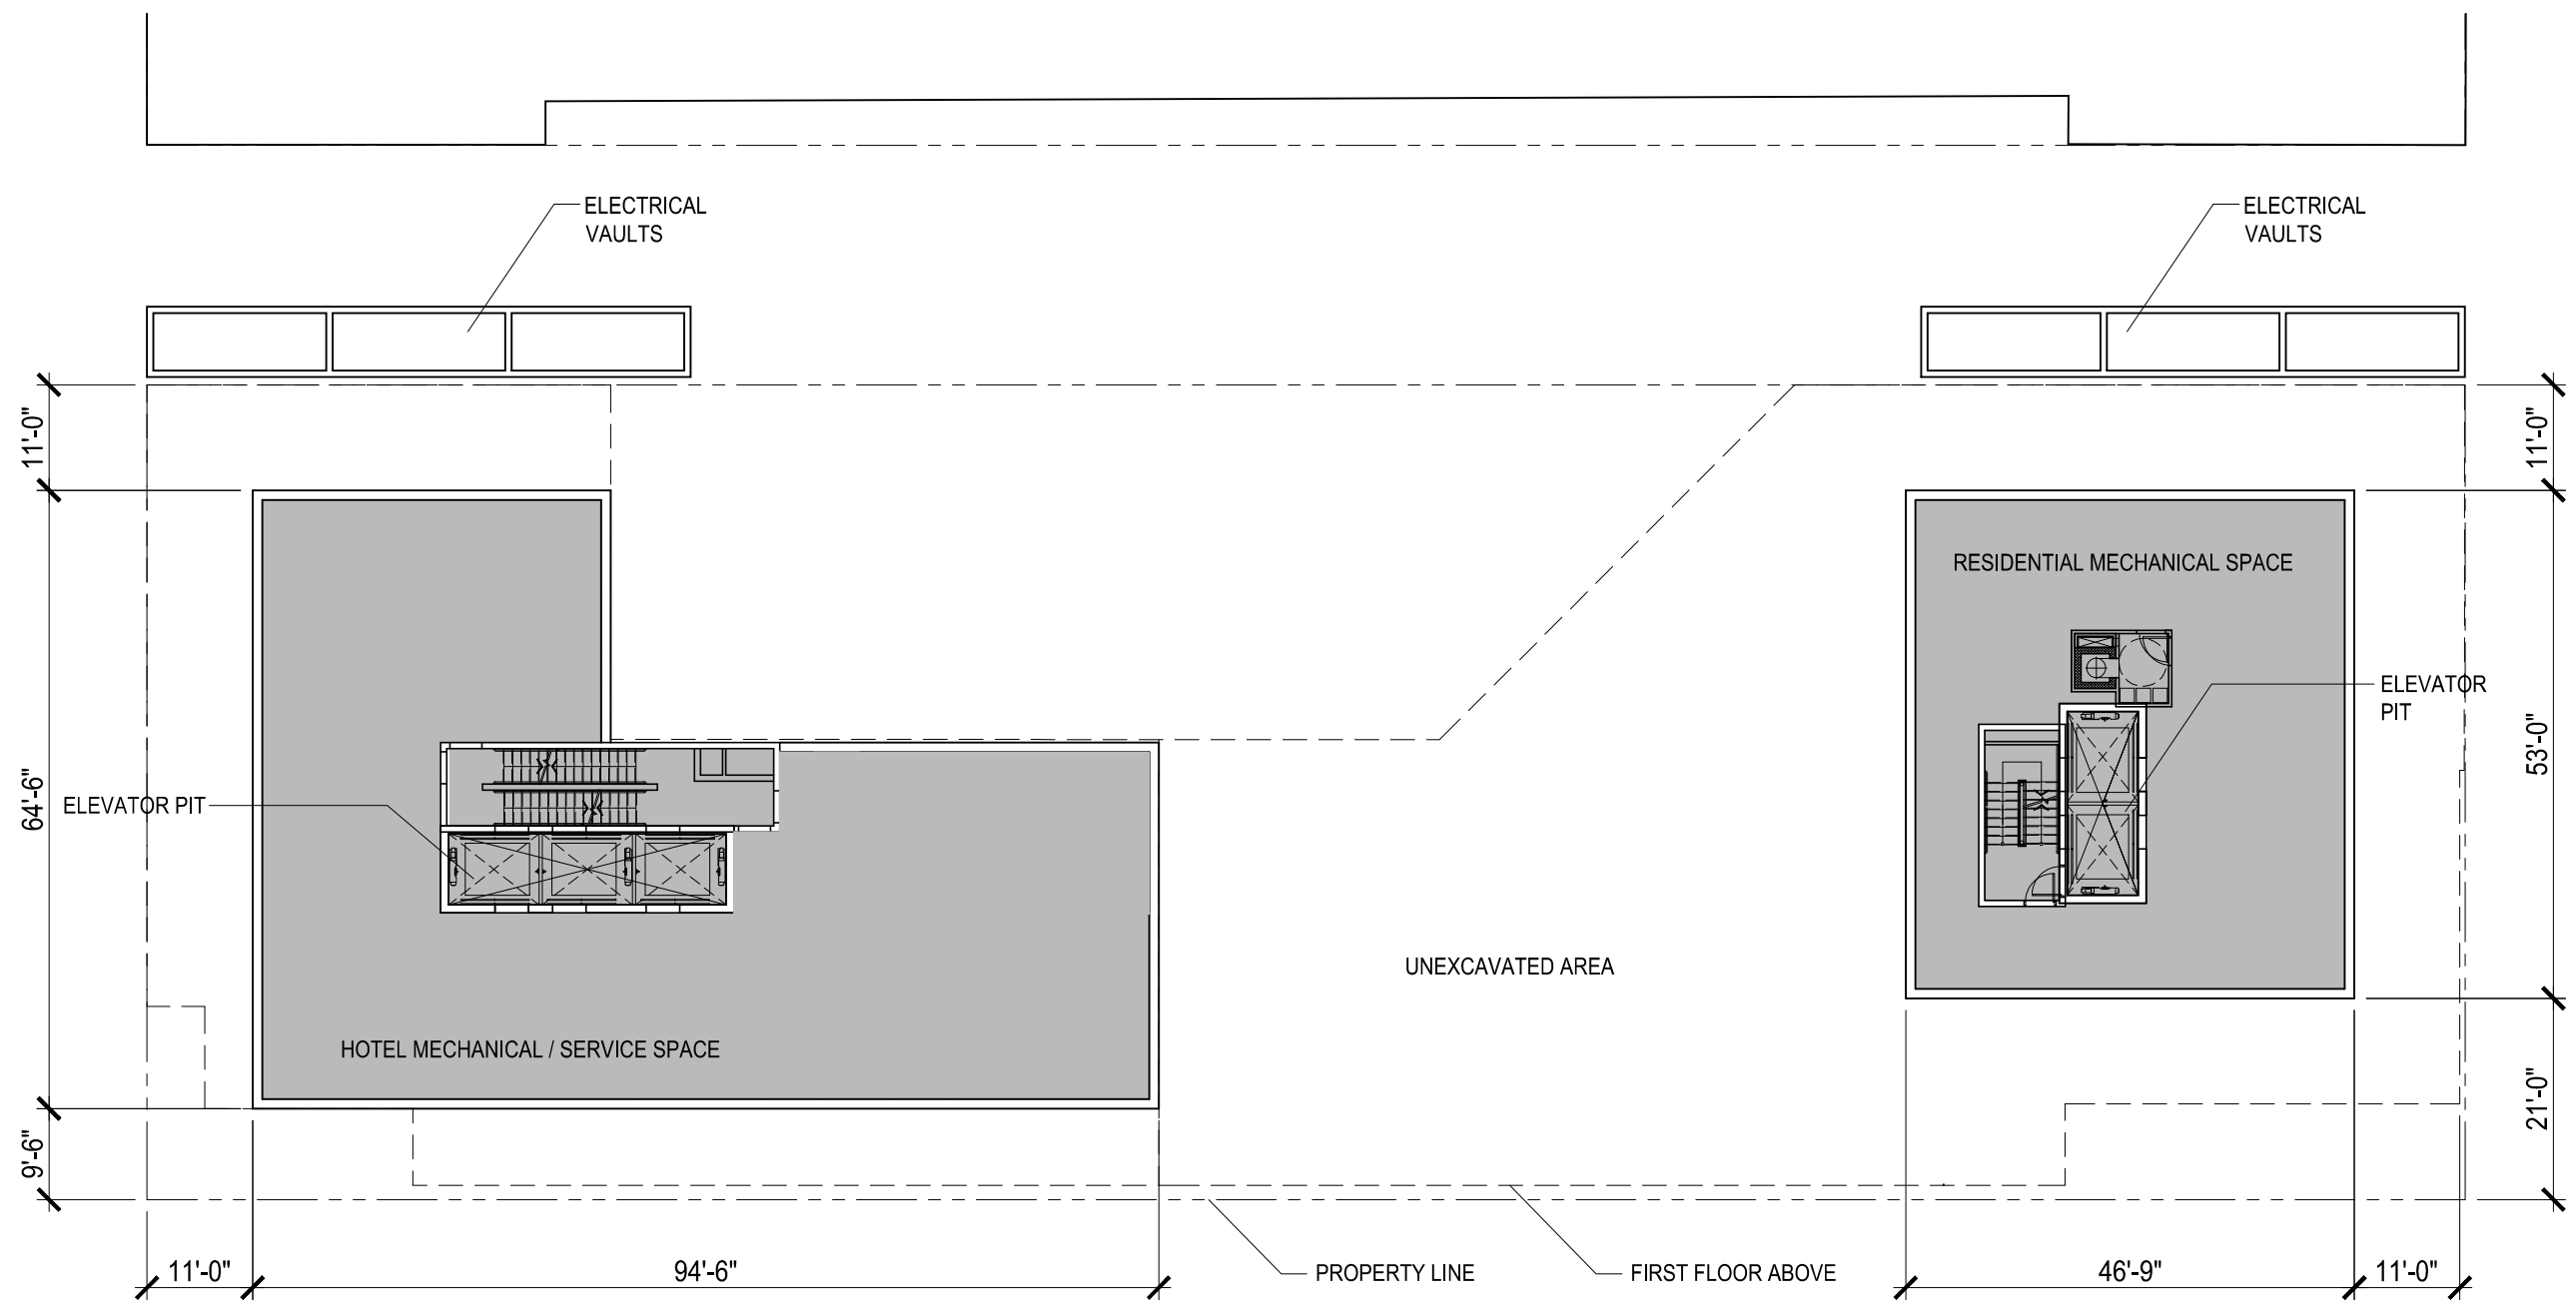 ELECTRICAL
VAULTS
ELECTRICAL
VAULTS
11'-0"
11'-0"
RESIDENTIAL MECHANICAL SPACE
ELEVATOR
PIT
64'-6"
ELEVATOR PIT
53'-0"
UNEXCAVATED AREA
HOTEL MECHANICAL / SERVICE SPACE
9'-6"
21'-0"
11'-0"
94'-6"
PROPERTY LINE
FIRST FLOOR ABOVE
46'-9"
11'-0"